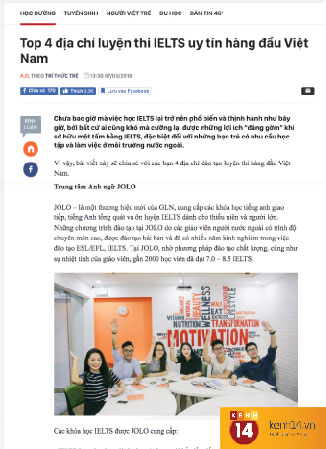 HỌC ĐƯỜNG TUYỂN SINH NGƯỜI VIỆT TRẺ DU HỌC BẢN TIN 4G'
Top 4 địa chỉ luyện thi IELTS uy tín hàng đầu Việt
Nam
A.D, THEO TRÍ THỨC TRẺ 13:30 07/03/2018
Chia sẻ 170 Thích 3,3K Lưu vào Facebook
BÌNH
LUẬN
Chưa bao giờ mà việc học IELTS lại trở nên phổ biến và thịnh hành như bây
giờ, bởi bất cứ ai cũng khó mà cưỡng lại được những lợi ích "đáng gờm" khi
sở hữu một tấm bằng IELTS, đặc biệt đối với những bạn trẻ có nhu cầu học
tập và làm việc ở môi trường nước ngoài.
Vì vậy, bài viết này sẽ chia sẻ với các bạn 4 địa chỉ đào tạo luyện thi IELTS hàng đầu Việt
Nam.
Trung tâm Anh ngữ JOLO
JOLO – là một thương hiệu mới của GLN, cung cấp các khóa học tiếng anh giao
tiếp, tiếng Anh tổng quát và ôn luyện IELTS dành cho thiếu niên và người lớn.
Những chương trình đào tạo tại JOLO do các giáo viên người nước ngoài có trình độ
chuyên môn cao, được đào tạo bài bản và có nhiều năm kinh nghiệm trong việc
đào tạo ESL/EFL, IELTS. Tại JOLO, nhờ phương pháp đào tạo chất lượng, cũng như
sự nhiệt tình của giáo viên, gần 2000 học viên đã đạt 7.0 – 8.5 IELTS.
LIFESTYLE
NUTRITION
TRANSFORMATION
MOTIVATION
KENH
14
kenh14.vn
Các khóa học IELTS được JOLO cung cấp: